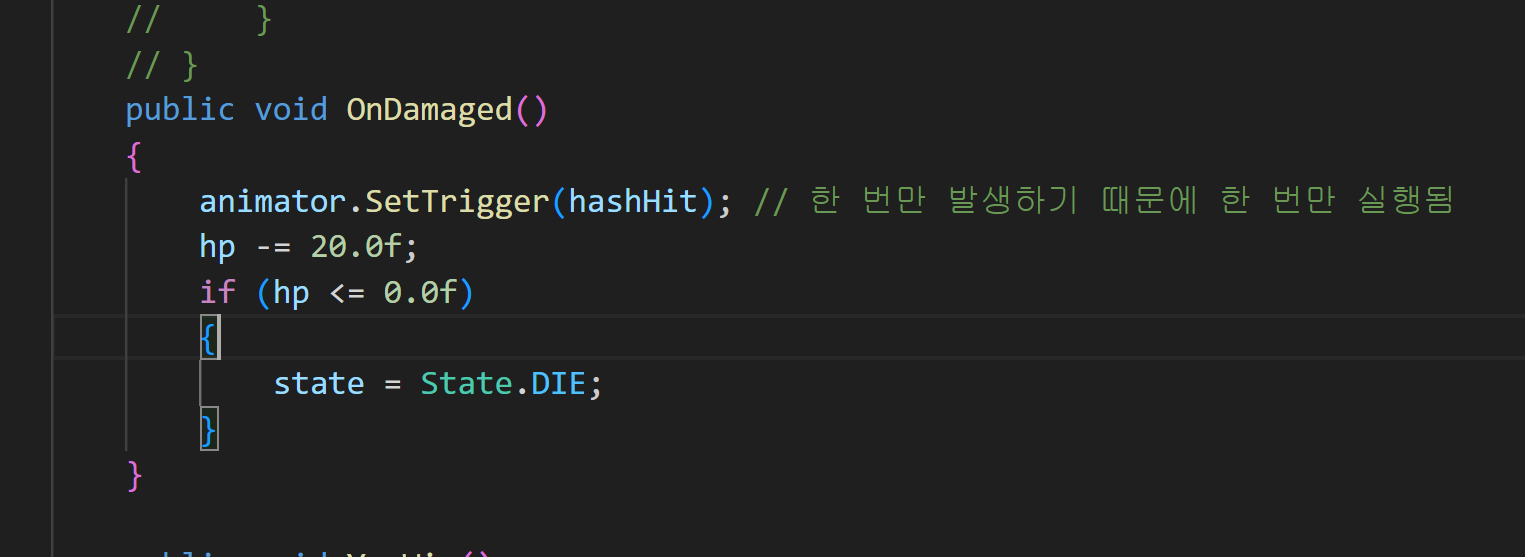 //     }
// }
public void OnDamaged()
{
animator.SetTrigger(hashHit); // 한 번만 발생하기 때문에 한 번만 실행됨
hp -= 20.0f;
if (hp <= 0.0f)
{
state = State.DIE;
}
}